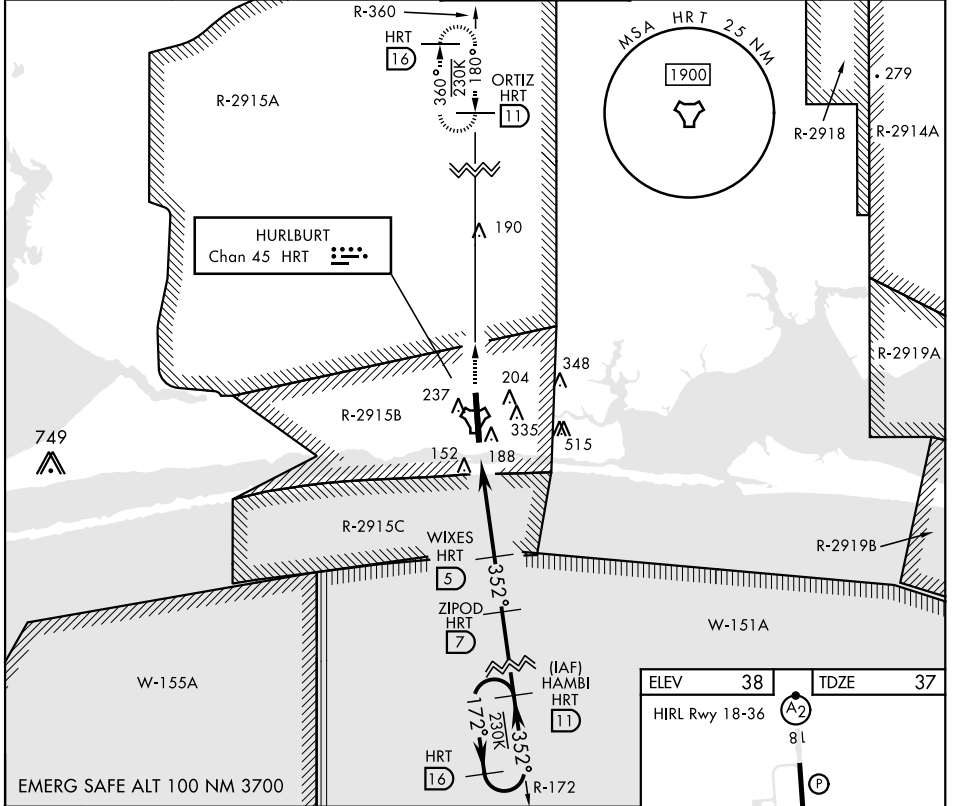 R-360
MSA HRT 25 NM
HRT
16
360°
230K
180°
ORTIZ
HRT
11
1900
279
R-2915A
R-2918
R-2914A
HURLBURT
Chan 45 HRT
190
R-2919A
348
237
204
R-2915B
335
515
749
152
188
R-2915C
WIXES
HRT
5
R-2919B
352°
ZIPOD
HRT
7
W-151A
(IAF)
HAMBI
HRT
11
W-155A
172°
230K
352°
HRT
16
R-172
EMERG SAFE ALT 100 NM 3700
ELEV 38 TDZE 37
HIRL Rwy 18-36
A2
18
P